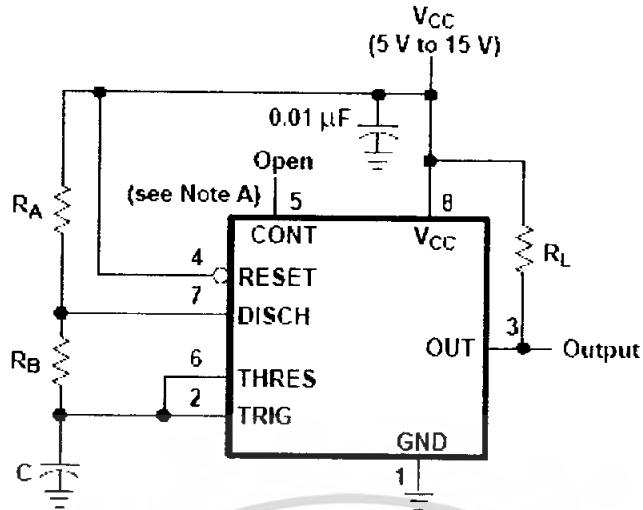 VCC
(5 V to 15 V)
0.01 μF
Open
(see Note A)
5
8
RA
CONT
VCC
RL
4
RESET
7
DISCH
3
RB
6
OUT
Output
THRES
2
TRIG
GND
C
1